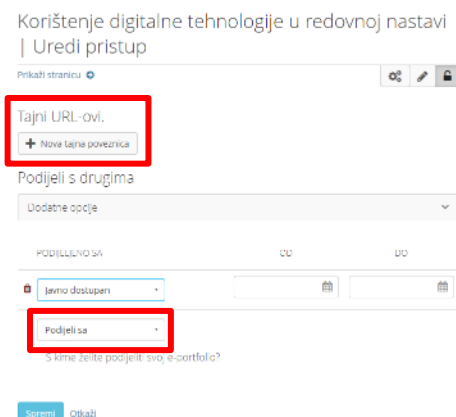 Korištenje digitalne tehnologije u redovnoj nastavi
| Uredi pristup
Prikaži stranicu
Tajni URL-ovi.
+ Nova tajna poveznica
Podijeli s drugima
Dodatne opcije
PODIJELJENO SA OD DO
Javno dostupan
Podijeli sa
S kime želite podijeliti svoj e-portfolio?
Spremi Otkaži